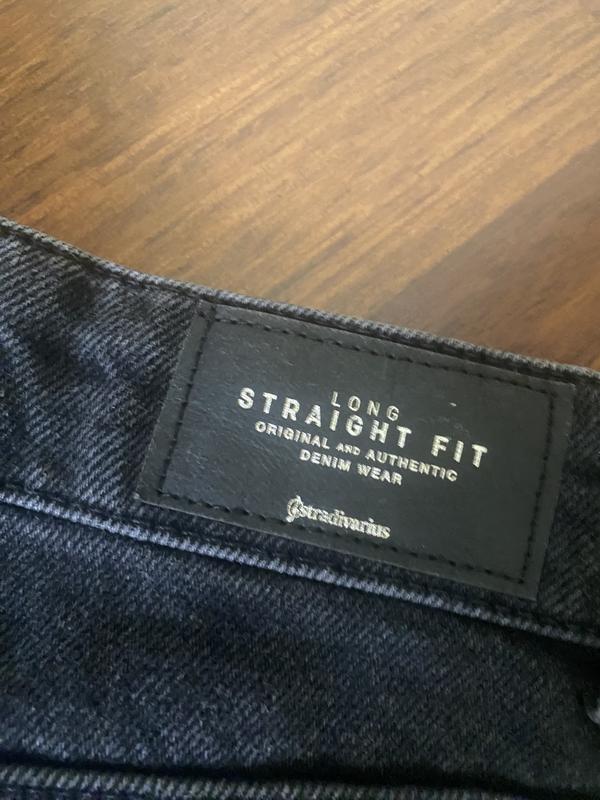 LONG
STRAIGHT FIT
ORIGINAL AND AUTHENTIC
DENIM WEAR
stradivarius